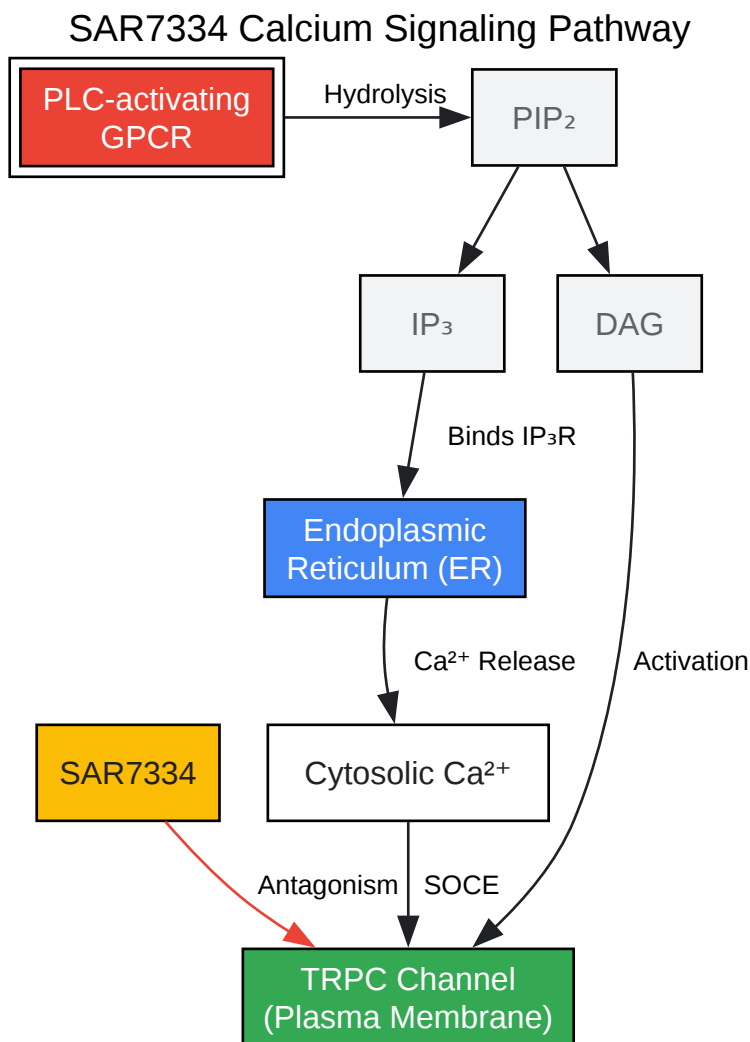 SAR7334 Calcium Signaling Pathway
PLC-activating
GPCR
Hydrolysis
PIP₂
IP₃
DAG
Binds IP₃R
Endoplasmic
Reticulum (ER)
Ca²⁺ Release
Activation
SAR7334
Cytosolic Ca²⁺
Antagonism
SOCE
TRPC Channel
(Plasma Membrane)